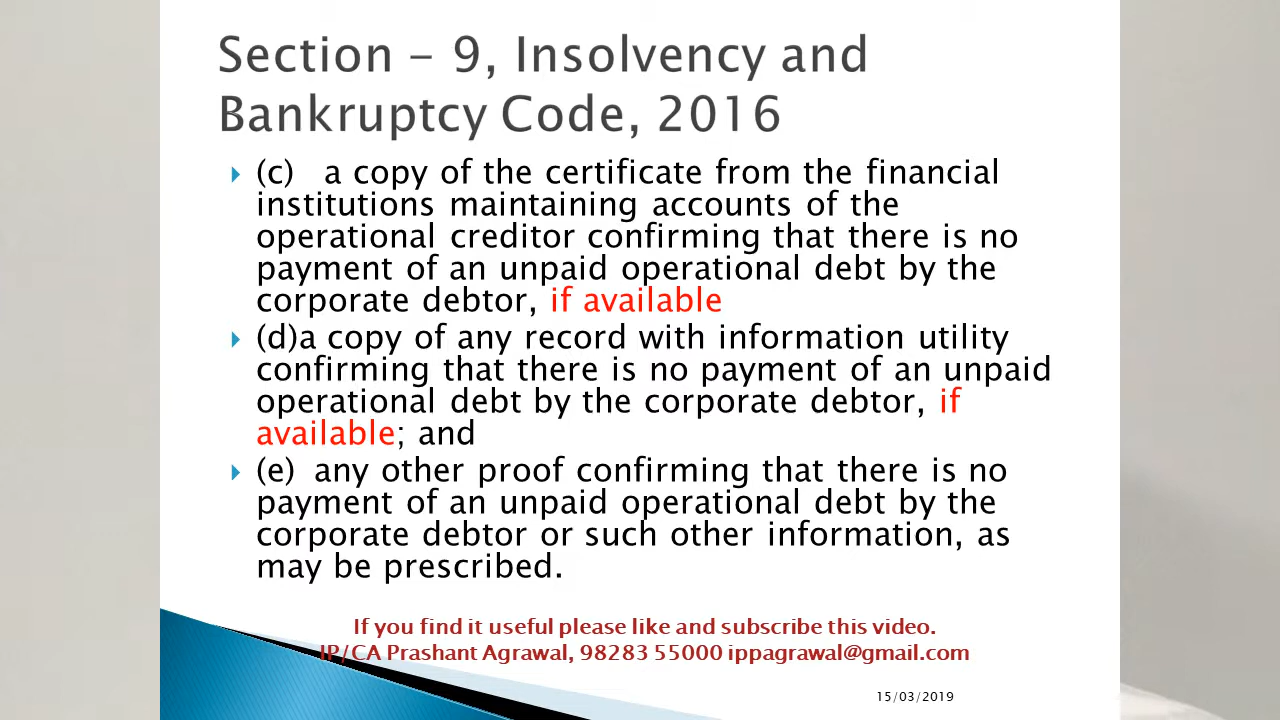 Section - 9, Insolvency and
Bankruptcy Code, 2016
(c) a copy of the certificate from the financial
institutions maintaining accounts of the
operational creditor confirming that there is no
payment of an unpaid operational debt by the
corporate debtor, if available
(d)a copy of any record with information utility
confirming that there is no payment of an unpaid
operational debt by the corporate debtor, if
available; and
(e) any other proof confirming that there is no
payment of an unpaid operational debt by the
corporate debtor or such other information, as
may be prescribed.
If you find it useful please like and subscribe this video.
IP/CA Prashant Agrawal, 98283 55000 ippagrawal@gmail.com
15/03/2019